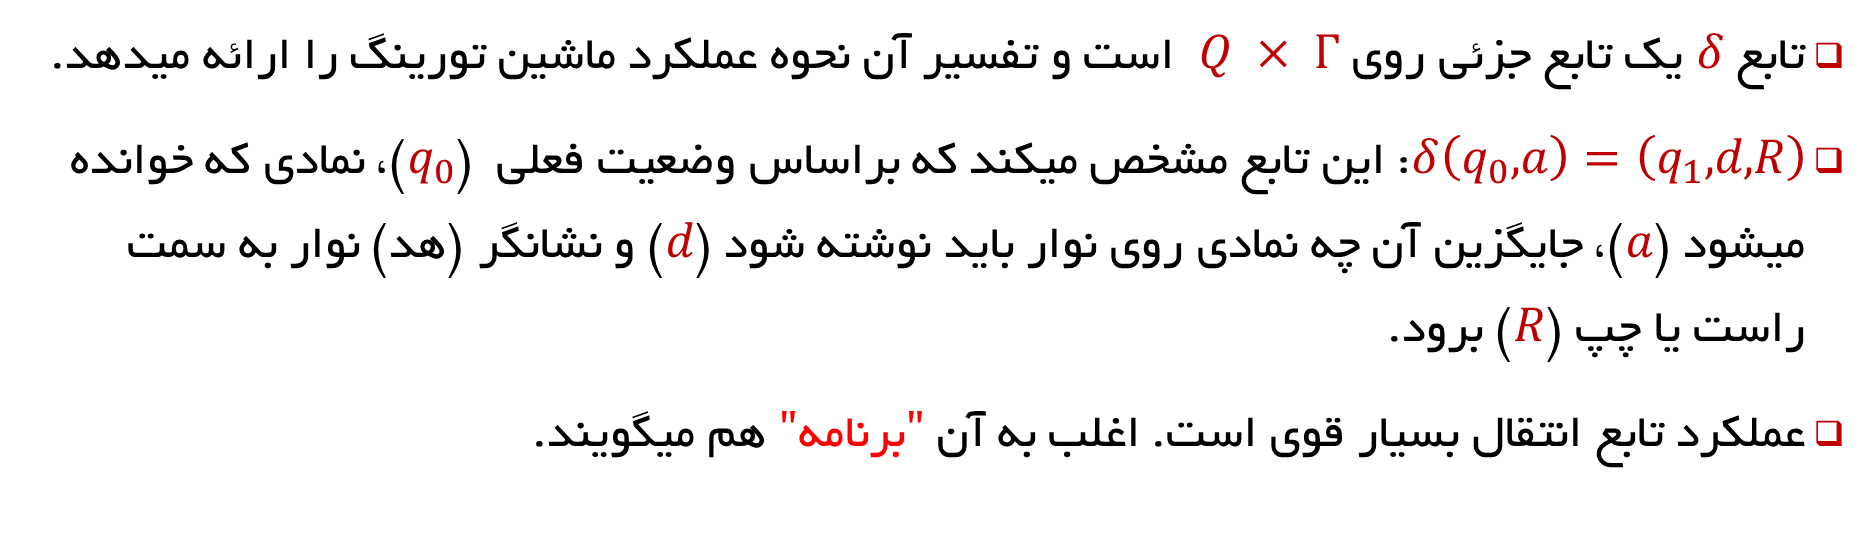 ❑ تابع δ یک تابع جزئی روی Q × Γ است و تفسیر آن نحوه عملکرد ماشین تورینگ را ارائه میدهد.
❑ δ(q₀,a) = (q₁,d,R): این تابع مشخص میکند که براساس وضعیت فعلی (q₀)، نمادی که خوانده
میشود (a)، جایگزین آن چه نمادی روی نوار باید نوشته شود (d) و نشانگر (هد) نوار به سمت
راست یا چپ (R) برود.
❑ عملکرد تابع انتقال بسیار قوی است. اغلب به آن "برنامه" هم میگویند.